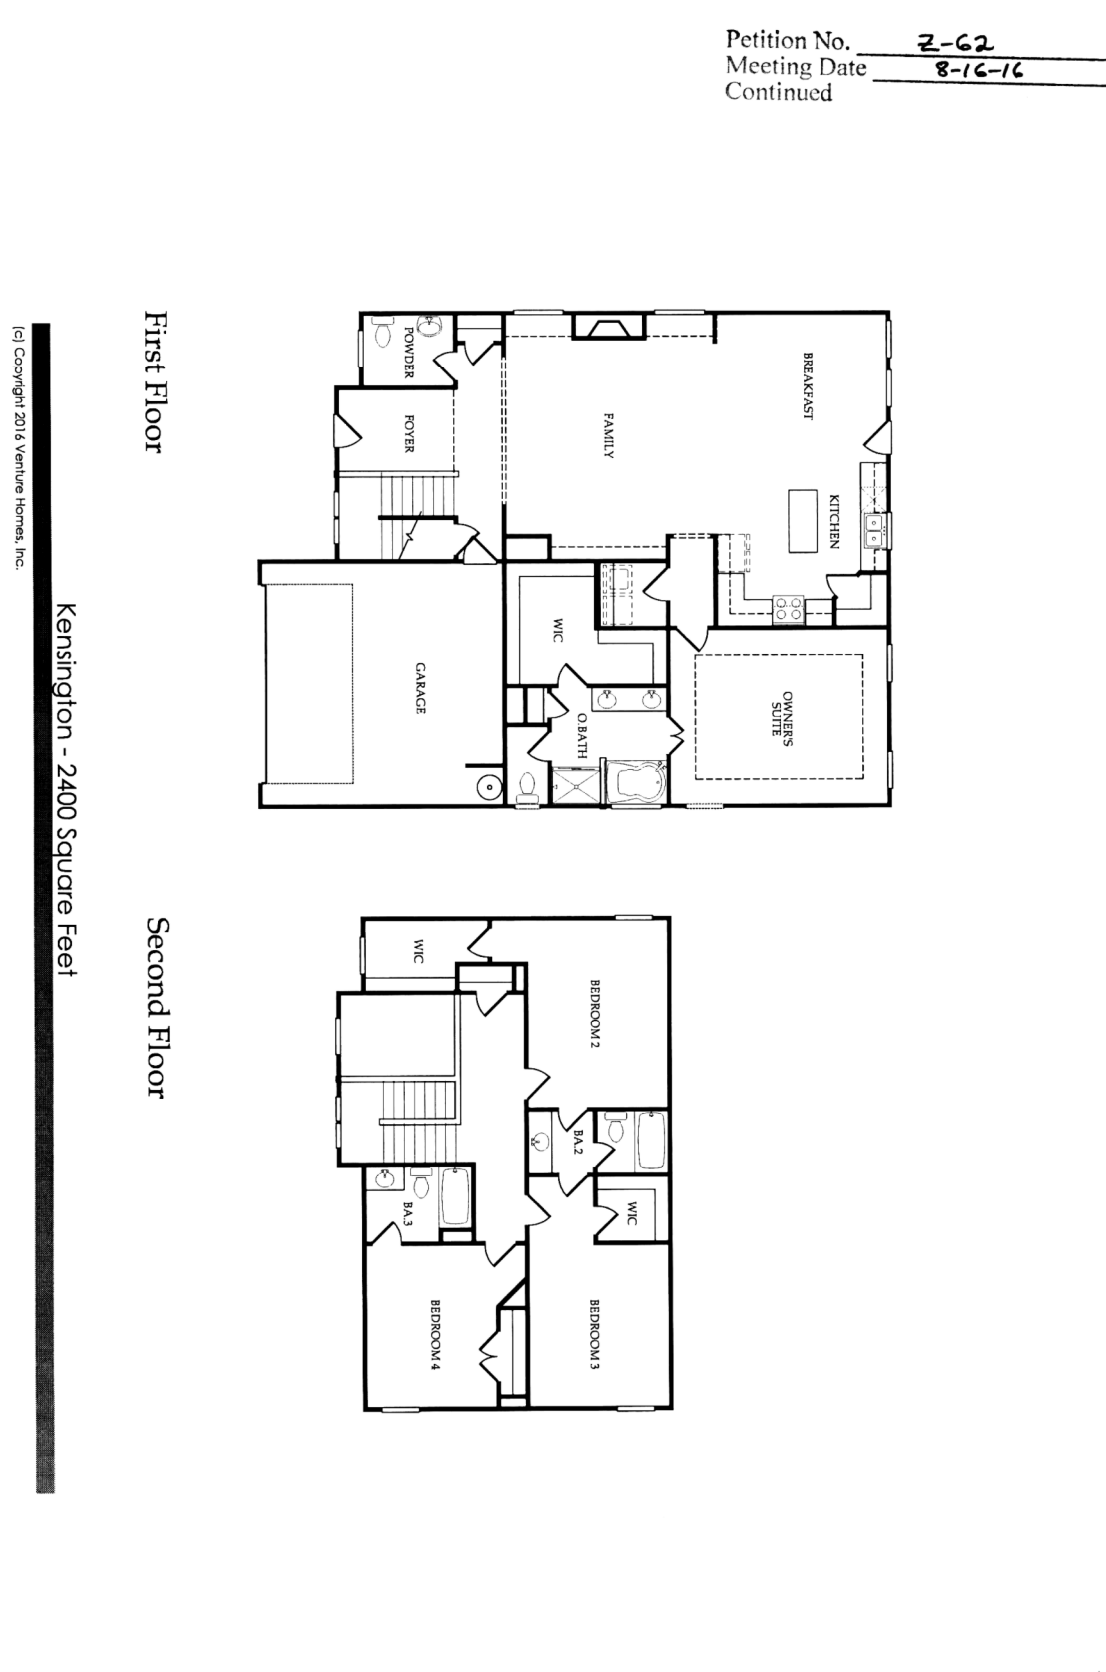 Petition No. Z-62
Meeting Date 8-16-16
Continued
First Floor
BREAKFAST
KITCHEN
FAMILY
POWDER
FOYER
WIC
OWNER'S
SUITE
O.BATH
GARAGE
Second Floor
WIC
BEDROOM 2
BA.2
WIC
BA.3
BEDROOM 3
BEDROOM 4
Kensington - 2400 Square Feet
(c) Copyright 2016 Venture Homes, Inc.